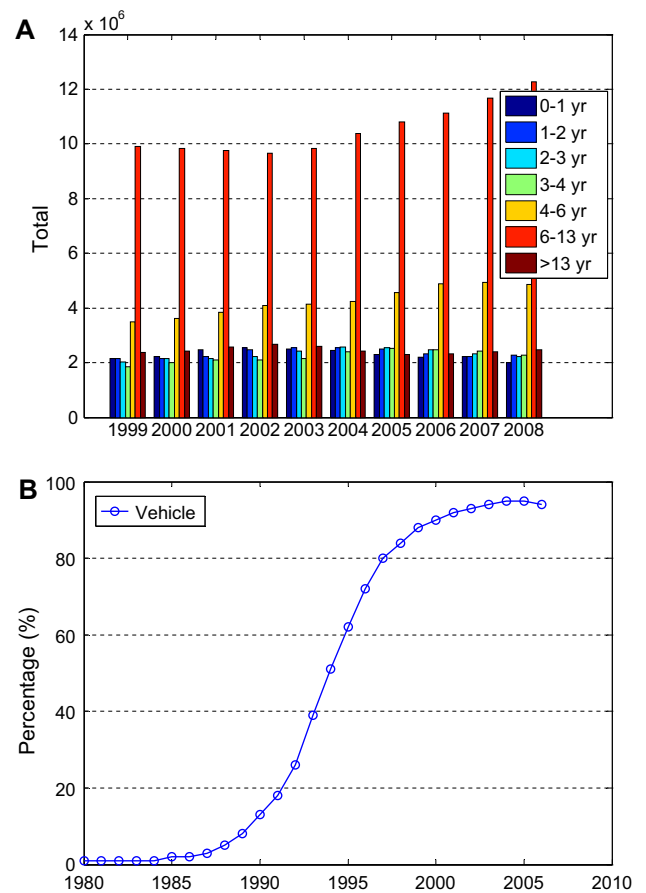 A
x 10^6
14
12
10
8
6
4
2
0
Total
0-1 yr
1-2 yr
2-3 yr
3-4 yr
4-6 yr
6-13 yr
>13 yr
1999 2000 2001 2002 2003 2004 2005 2006 2007 2008
B
100
80
60
40
20
0
Percentage (%)
Vehicle
1980 1985 1990 1995 2000 2005 2010